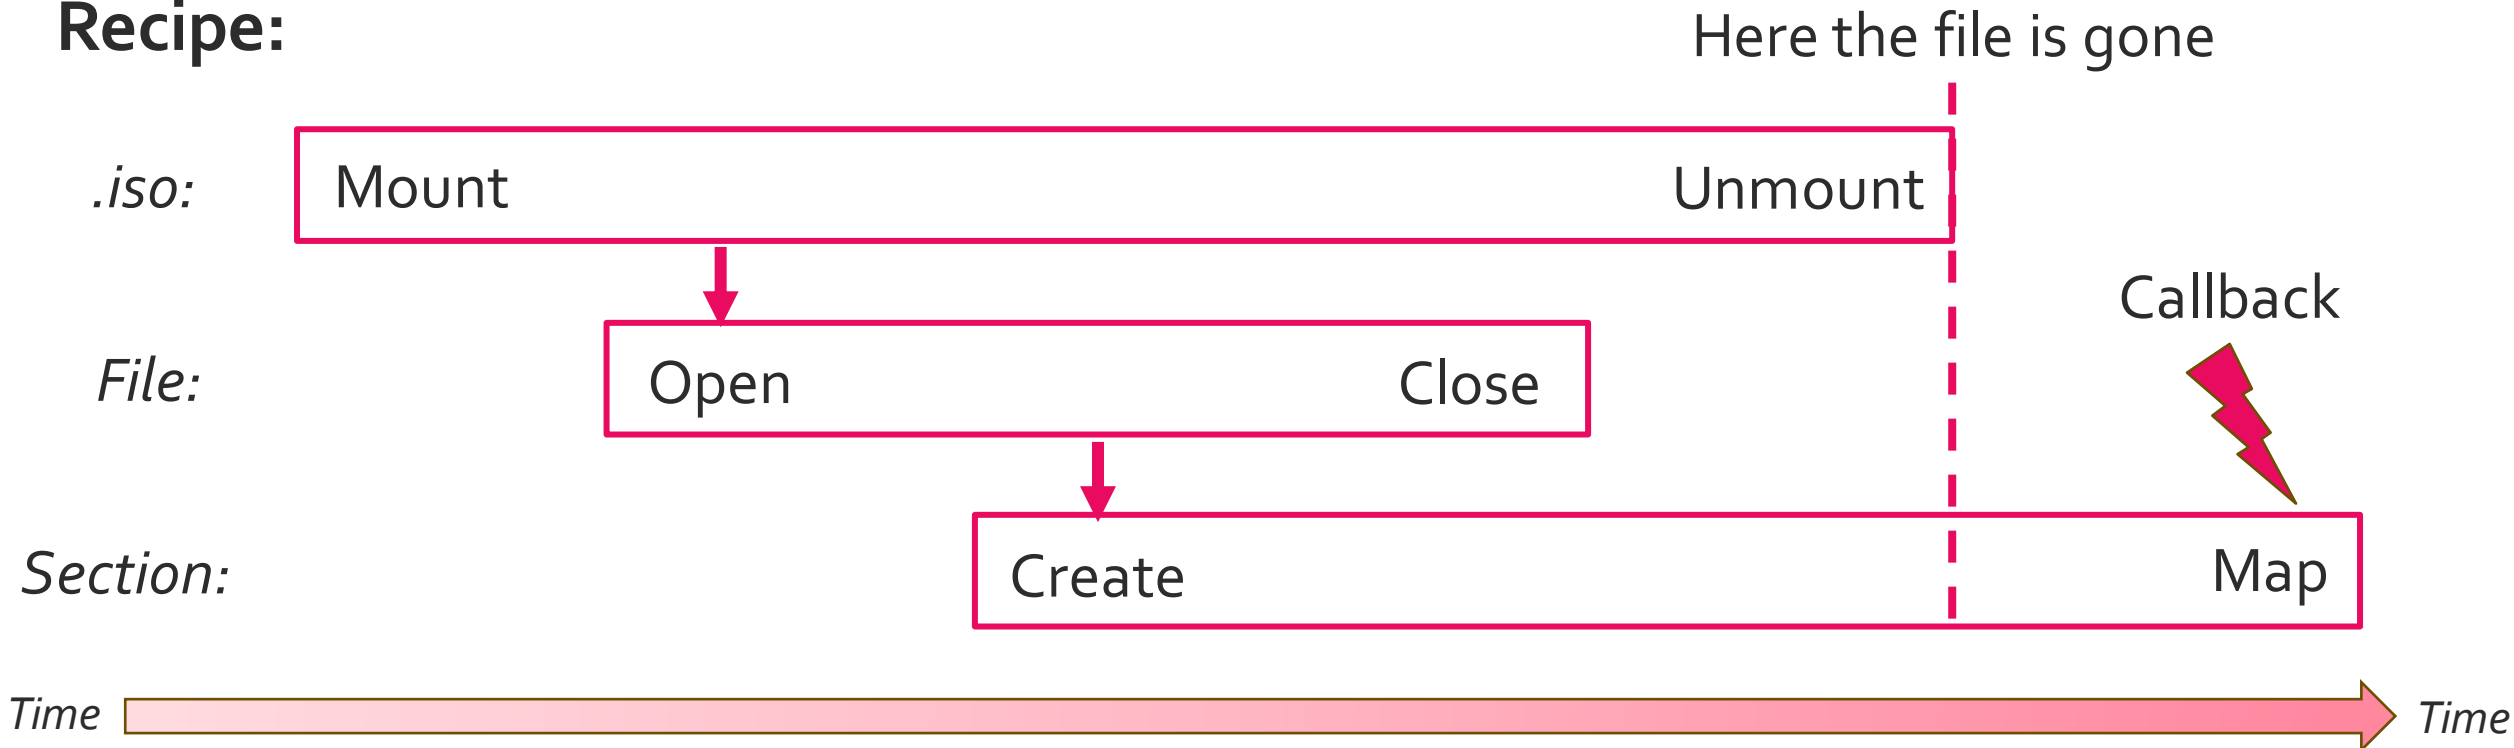 Recipe:
Here the file is gone
.iso:
Mount
Unmount
Callback
File:
Open
Close
Section:
Create
Map
Time
Time